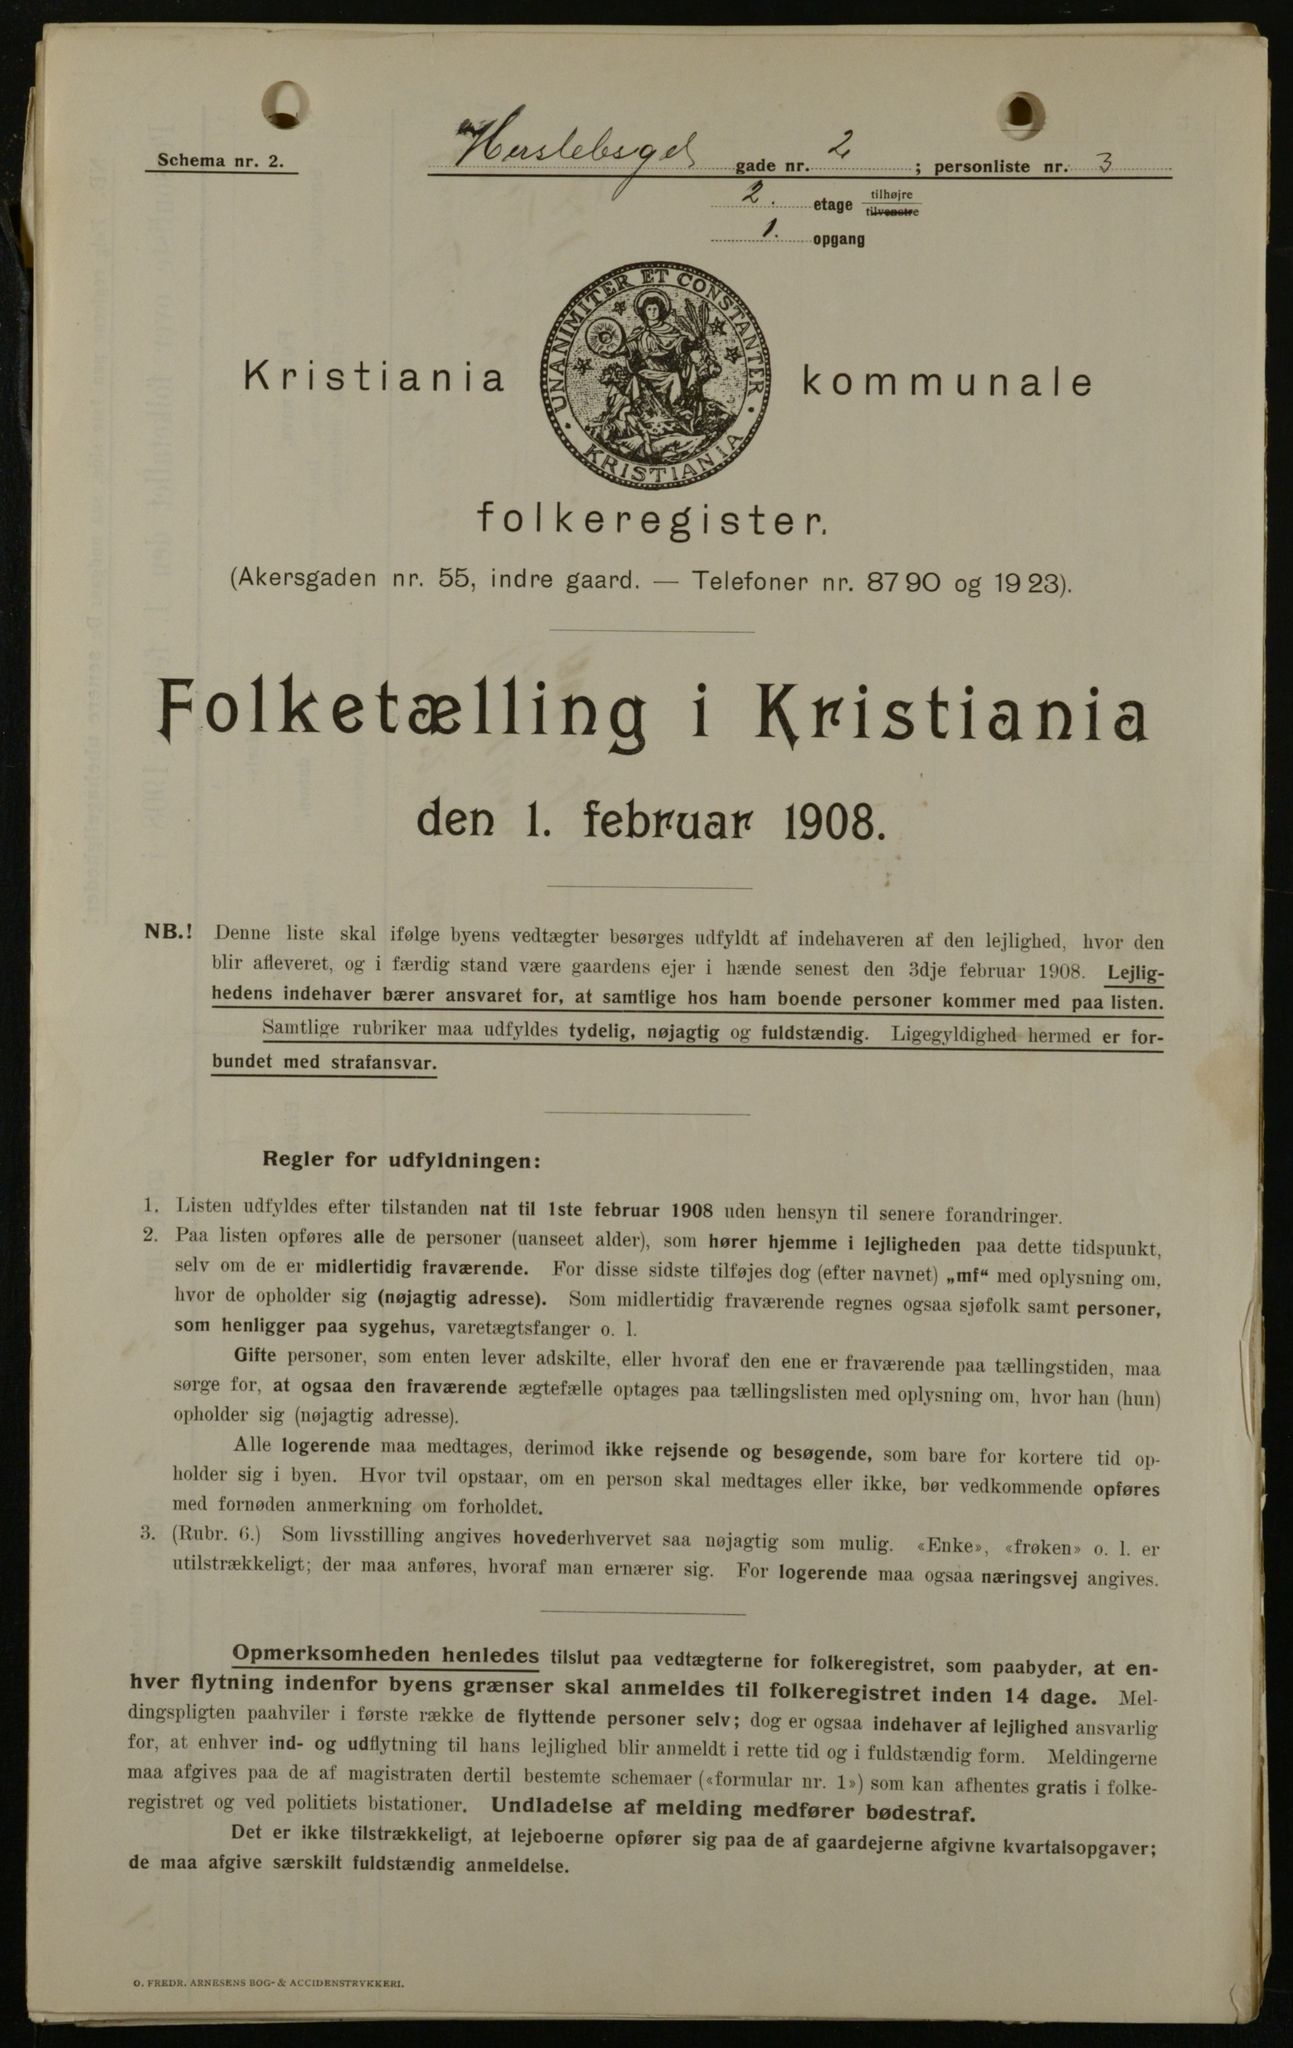 Schema nr. 2.
Herslebsgd gade nr. 2 ; personliste nr. 3
2. etage tilhøjre
tilvenstre
1. opgang
UNANIMITER ET CONSTANTER
KRISTIANIA
Kristiania kommunale
folkeregister.
(Akersgaden nr. 55, indre gaard. — Telefoner nr. 8790 og 1923).
Folketælling i Kristiania
den 1. februar 1908.
NB.! Denne liste skal ifølge byens vedtægter besørges udfyldt af indehaveren af den lejlighed, hvor den
blir afleveret, og i færdig stand være gaardens ejer i hænde senest den 3dje februar 1908. Lejlig-
hedens indehaver bærer ansvaret for, at samtlige hos ham boende personer kommer med paa listen.
Samtlige rubriker maa udfyldes tydelig, nøjagtig og fuldstændig. Ligegyldighed hermed er for-
bundet med strafansvar.
Regler for udfyldningen:
1. Listen udfyldes efter tilstanden nat til 1ste februar 1908 uden hensyn til senere forandringer.
2. Paa listen opføres alle de personer (uanseet alder), som hører hjemme i lejligheden paa dette tidspunkt,
selv om de er midlertidig fraværende. For disse sidste tilføjes dog (efter navnet) „mf“ med oplysning om,
hvor de opholder sig (nøjagtig adresse). Som midlertidig fraværende regnes ogsaa sjøfolk samt personer,
som henligger paa sygehus, varetægtsfanger o. l.
Gifte personer, som enten lever adskilte, eller hvoraf den ene er fraværende paa tællingstiden, maa
sørge for, at ogsaa den fraværende ægtefælle optages paa tællingslisten med oplysning om, hvor han (hun)
opholder sig (nøjagtig adresse).
Alle logerende maa medtages, derimod ikke rejsende og besøgende, som bare for kortere tid op-
holder sig i byen. Hvor tvil opstaar, om en person skal medtages eller ikke, bør vedkommende opføres
med fornøden anmerkning om forholdet.
3. (Rubr. 6.) Som livsstilling angives hovederhvervet saa nøjagtig som mulig. «Enke», «frøken» o. l. er
utilstrækkeligt; der maa anføres, hvoraf man ernærer sig. For logerende maa ogsaa næringsvej angives.
Opmerksomheden henledes tilslut paa vedtægterne for folkeregistret, som paabyder, at en-
hver flytning indenfor byens grænser skal anmeldes til folkeregistret inden 14 dage. Mel-
dingspligten paahviler i første række de flyttende personer selv; dog er ogsaa indehaver af lejlighed ansvarlig
for, at enhver ind- og udflytning til hans lejlighed blir anmeldt i rette tid og i fuldstændig form. Meldingerne
maa afgives paa de af magistraten dertil bestemte schemaer («formular nr. 1») som kan afhentes gratis i folke-
registret og ved politiets bistationer. Undladelse af melding medfører bødestraf.
Det er ikke tilstrækkeligt, at lejeboerne opfører sig paa de af gaardejerne afgivne kvartalsopgaver;
de maa afgive særskilt fuldstændig anmeldelse.
O. FREDR. ARNESENS BOG- & ACCIDENSTRYKKERI.